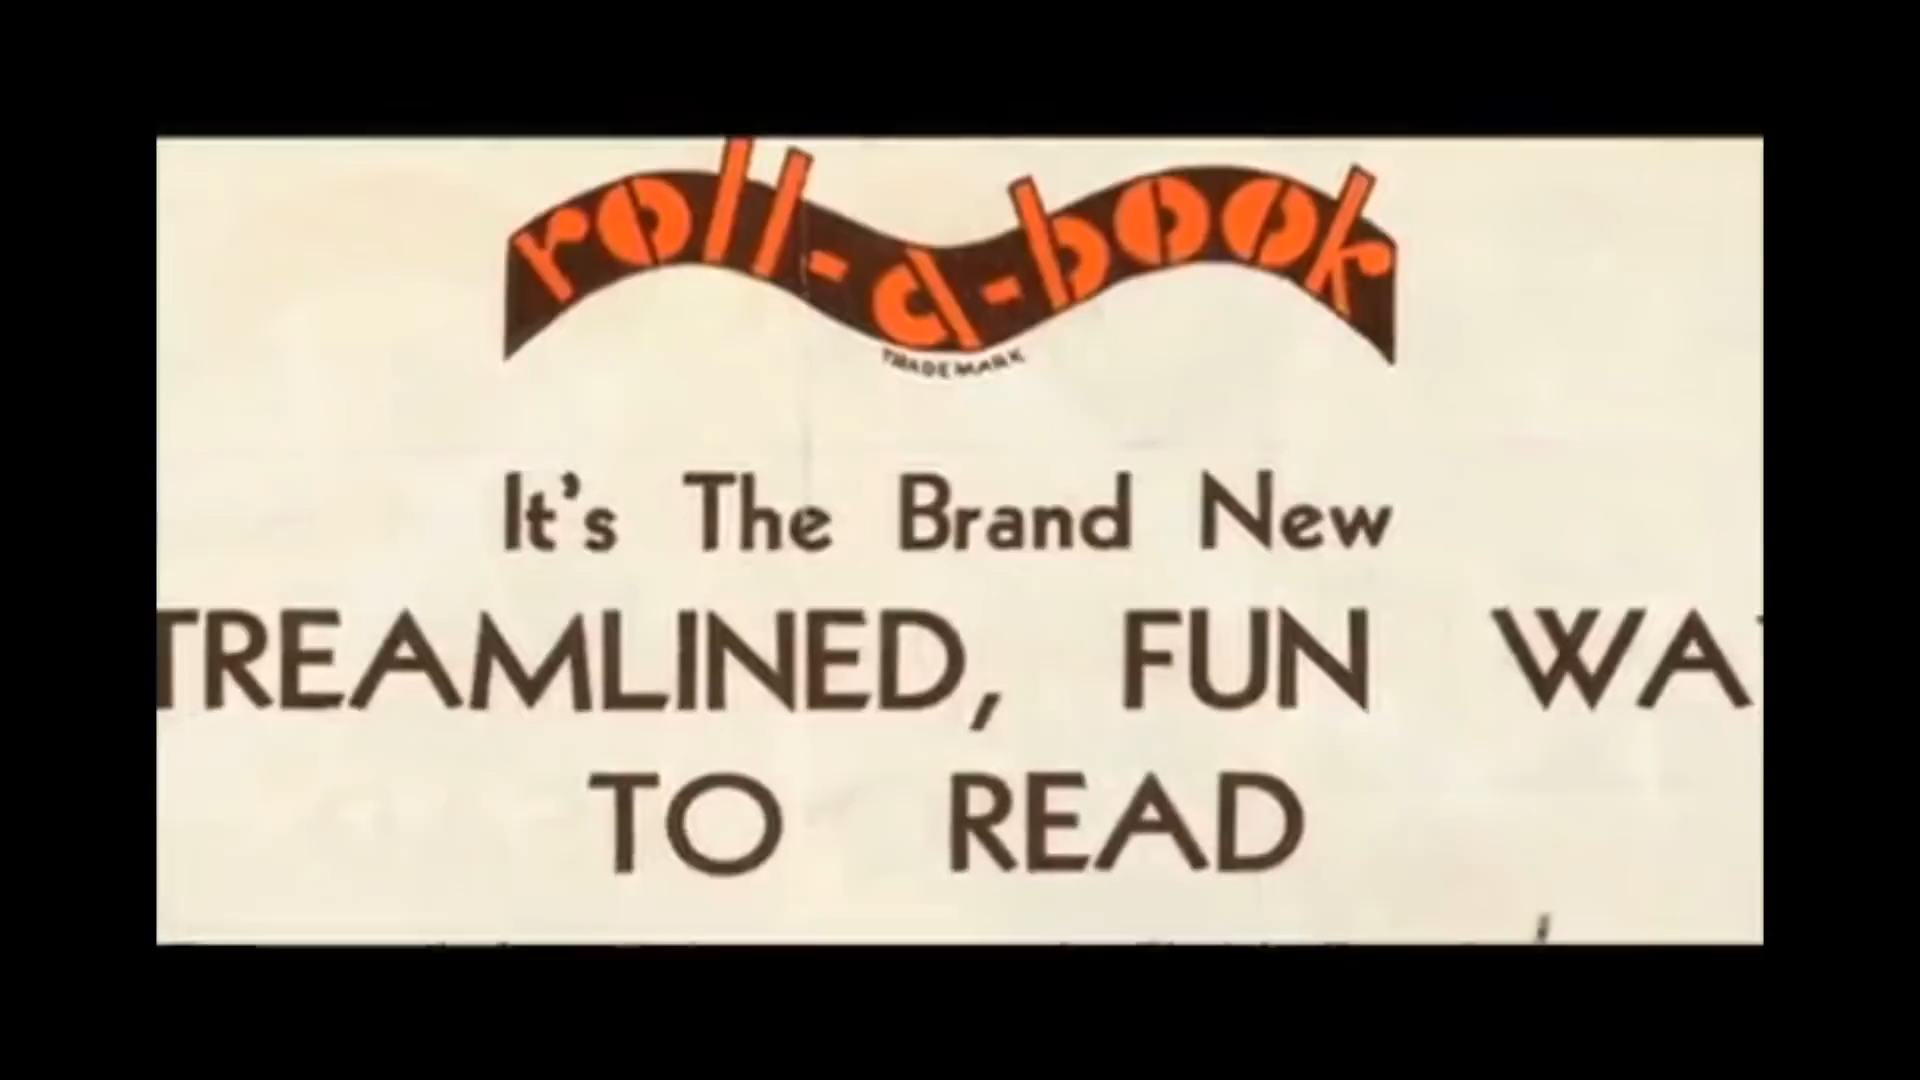 roll-a-book
TRADEMARK
It's The Brand New
TREAMLINED, FUN WA
TO READ